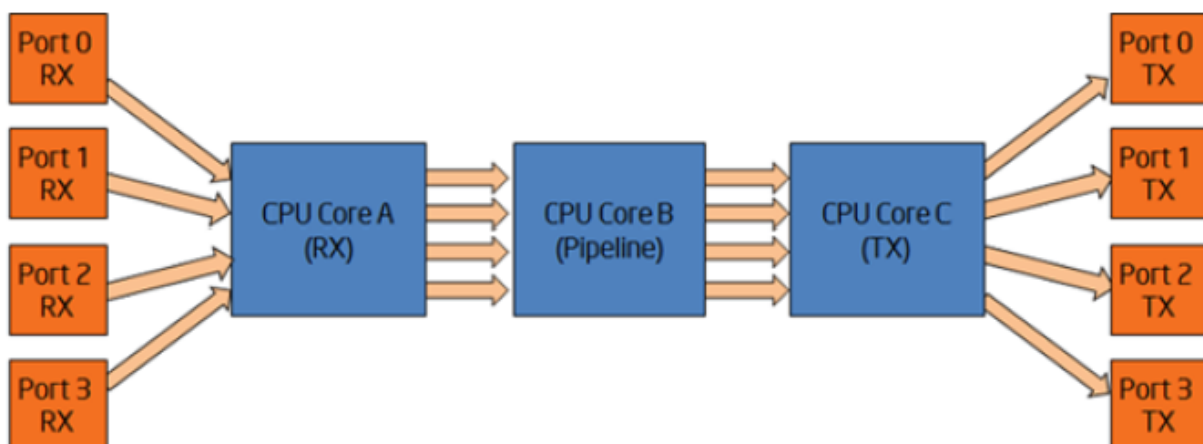 Port 0
RX
Port 1
RX
Port 2
RX
Port 3
RX
CPU Core A
(RX)
CPU Core B
(Pipeline)
CPU Core C
(TX)
Port 0
TX
Port 1
TX
Port 2
TX
Port 3
TX